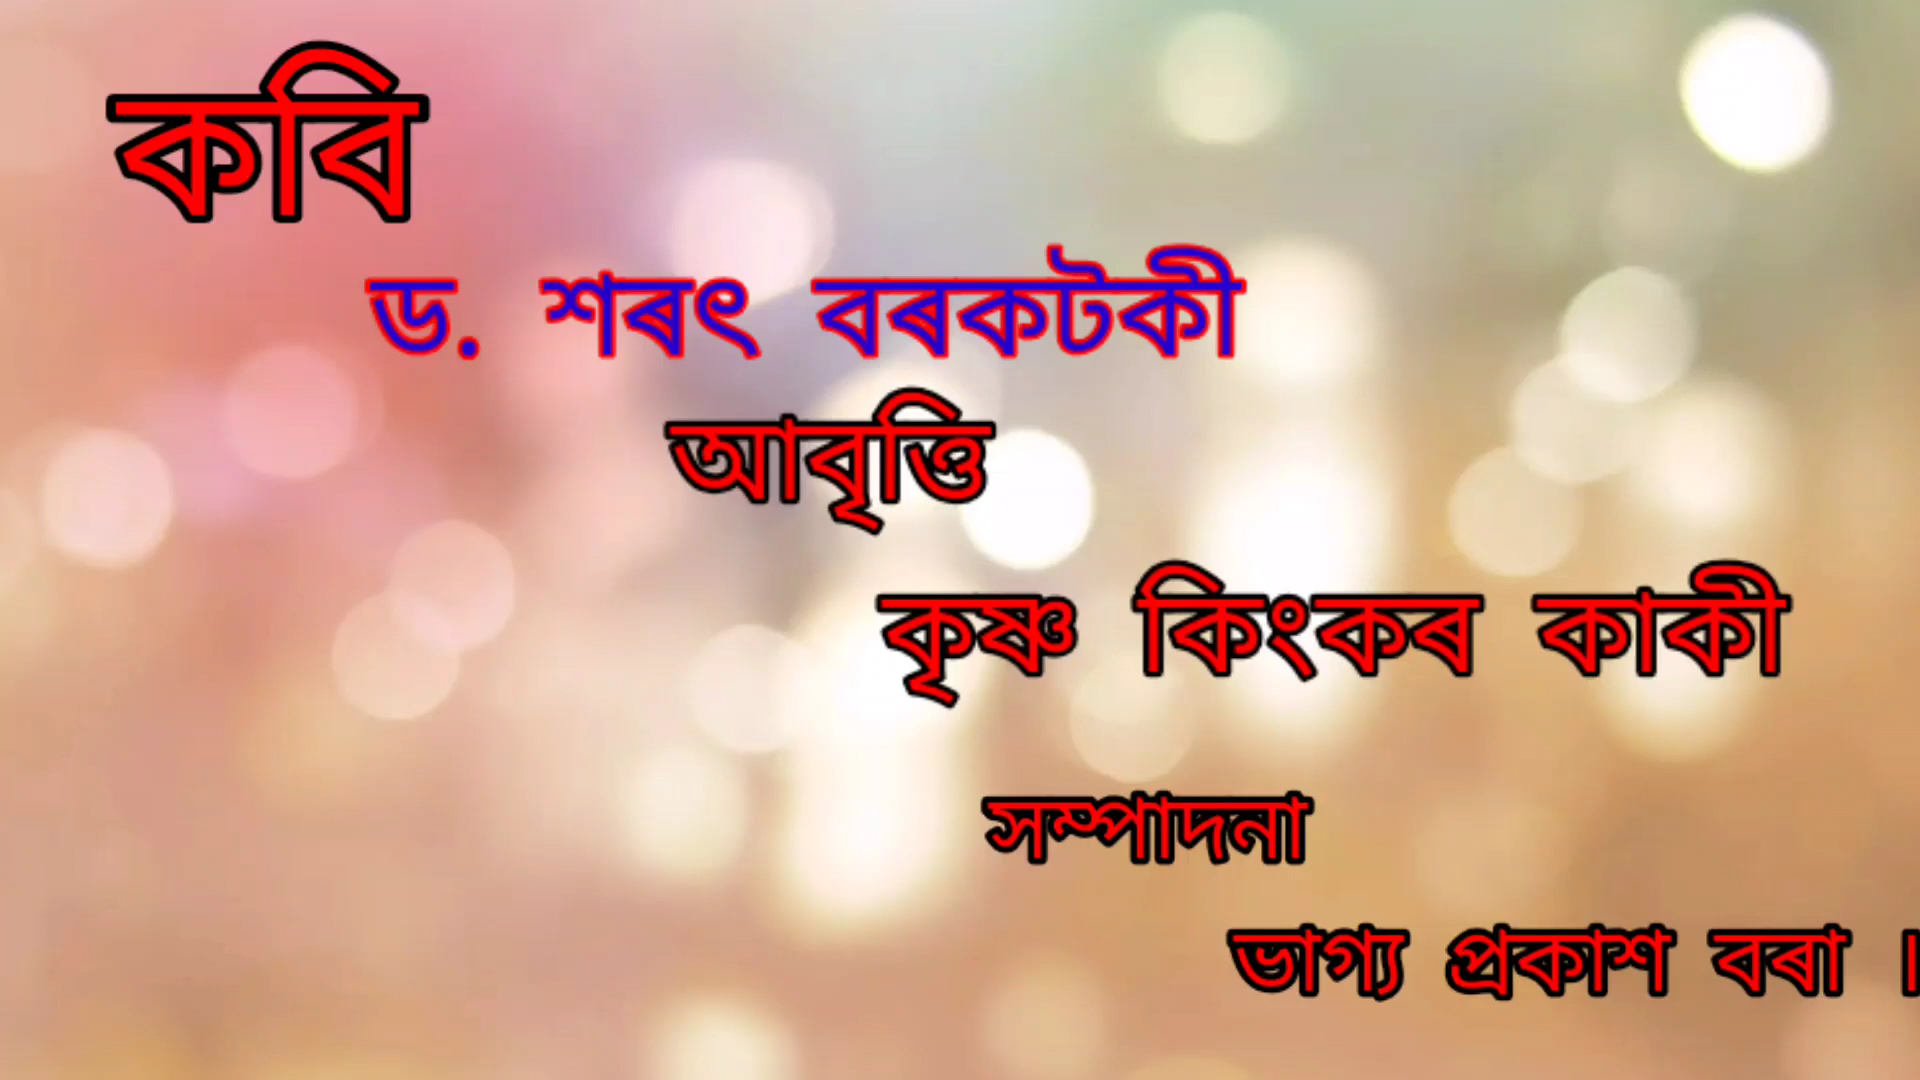 কবি
ড. শৰৎ বৰকটকী
আবৃত্তি
কৃষ্ণ কিংকৰ কাকী
সম্পাদনা
ভাগ্য প্ৰকাশ বৰা ।